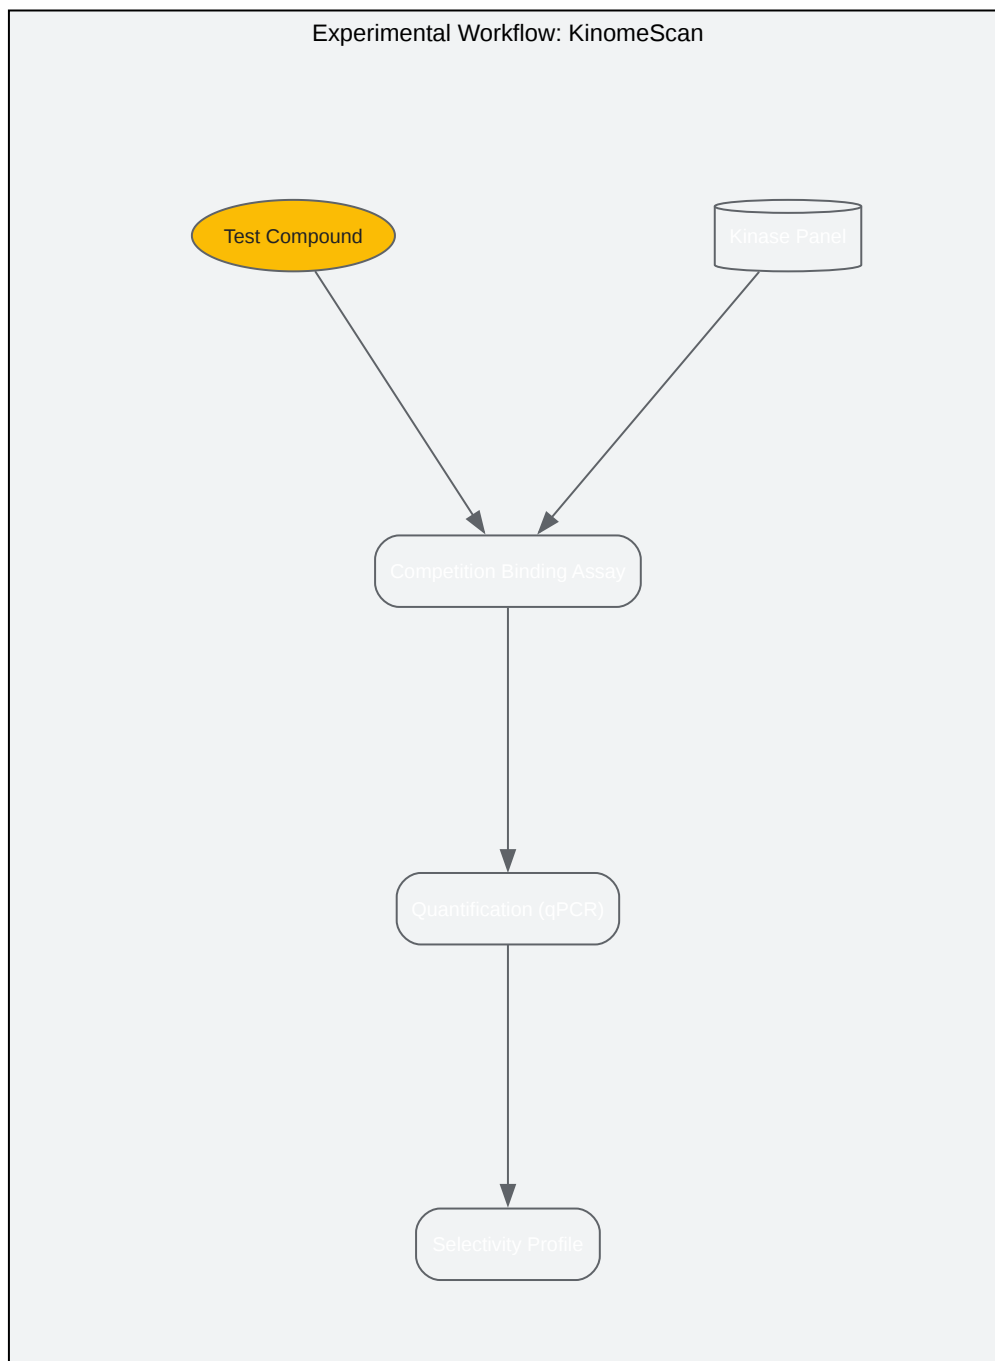 Experimental Workflow: KinomeScan
Test Compound
Kinase Panel
Competition Binding Assay
Quantification (qPCR)
Selectivity Profile